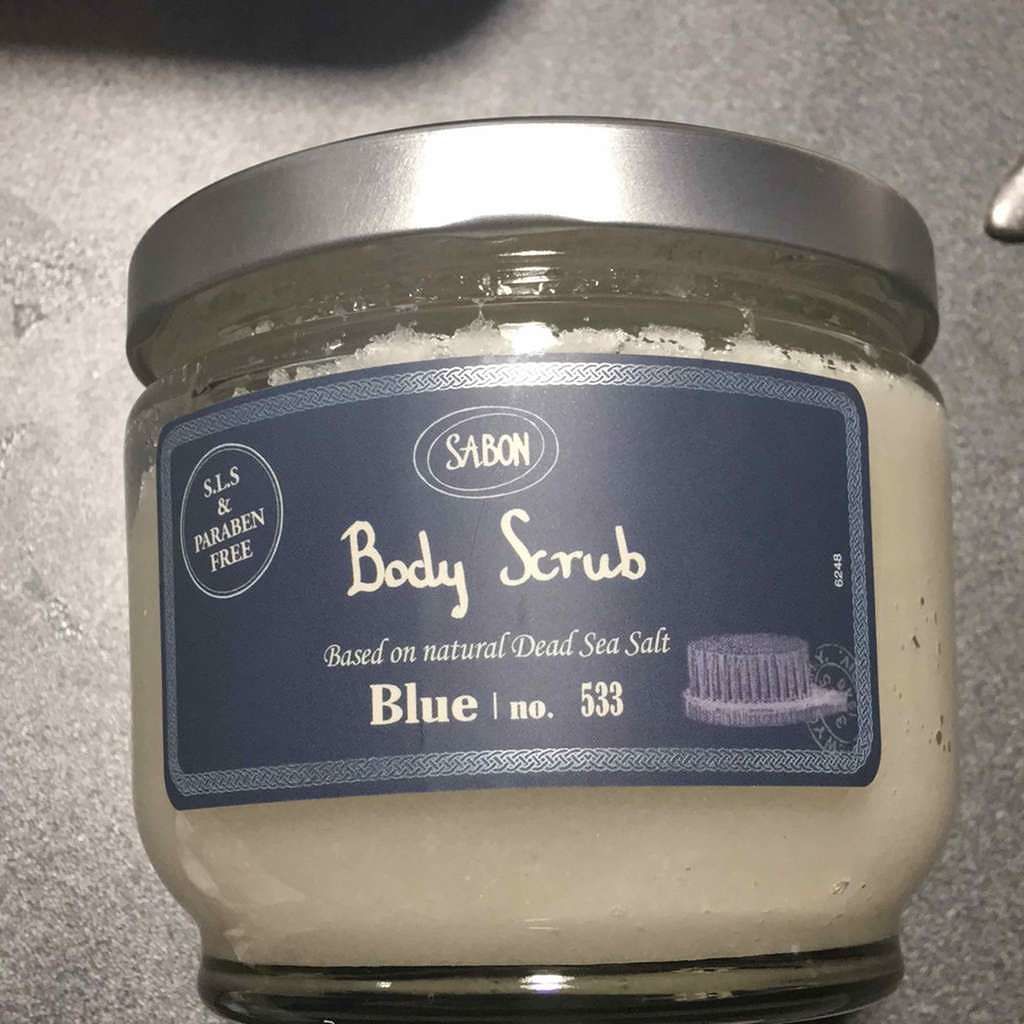 SABON
S.L.S
&
PARABEN
FREE
Body Scrub
6248
Based on natural Dead Sea Salt
Blue | no. 533